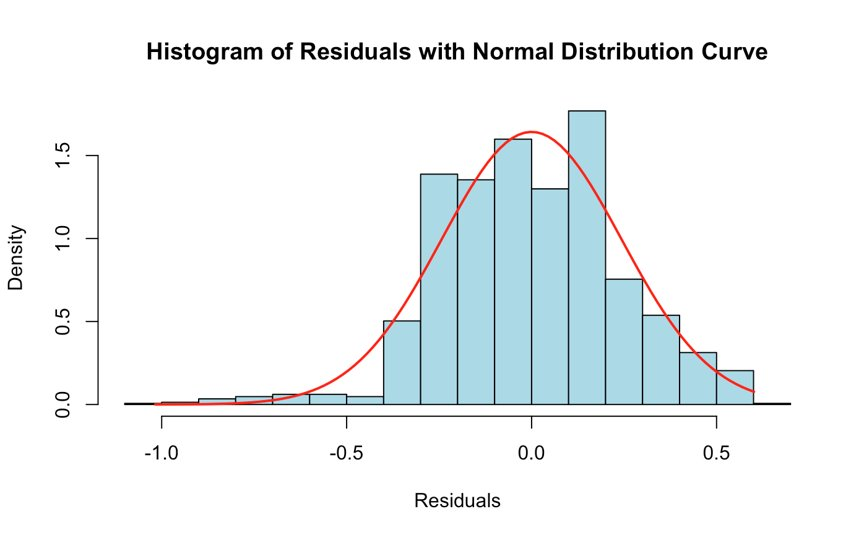 Histogram of Residuals with Normal Distribution Curve
Density
1.5
1.0
0.5
0.0
-1.0 -0.5 0.0 0.5
Residuals